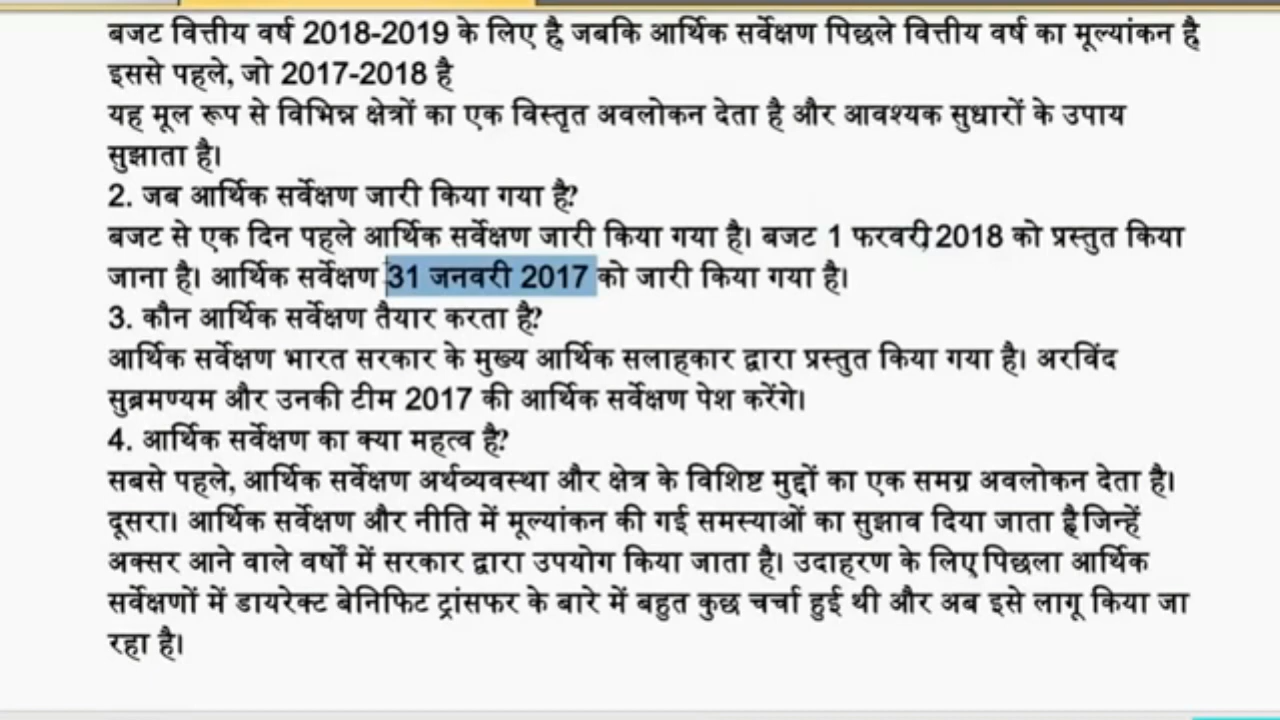 बजट वित्तीय वर्ष 2018-2019 के लिए है, जबकि आर्थिक सर्वेक्षण पिछले वित्तीय वर्ष का मूल्यांकन है,
इससे पहले, जो 2017-2018 है
यह मूल रूप से विभिन्न क्षेत्रों का एक विस्तृत अवलोकन देता है और आवश्यक सुधारों के उपाय
सुझाता है।
2. जब आर्थिक सर्वेक्षण जारी किया गया है?
बजट से एक दिन पहले आर्थिक सर्वेक्षण जारी किया गया है। बजट 1 फरवरी, 2018 को प्रस्तुत किया
जाना है। आर्थिक सर्वेक्षण 31 जनवरी 2017 को जारी किया गया है।
3. कौन आर्थिक सर्वेक्षण तैयार करता है?
आर्थिक सर्वेक्षण भारत सरकार के मुख्य आर्थिक सलाहकार द्वारा प्रस्तुत किया गया है। अरविंद
सुब्रमण्यम और उनकी टीम 2017 की आर्थिक सर्वेक्षण पेश करेंगे।
4. आर्थिक सर्वेक्षण का क्या महत्व है?
सबसे पहले, आर्थिक सर्वेक्षण अर्थव्यवस्था और क्षेत्र के विशिष्ट मुद्दों का एक समग्र अवलोकन देता है।
दूसरा। आर्थिक सर्वेक्षण और नीति में मूल्यांकन की गई समस्याओं का सुझाव दिया जाता है, जिन्हें
अक्सर आने वाले वर्षों में सरकार द्वारा उपयोग किया जाता है। उदाहरण के लिए, पिछला आर्थिक
सर्वेक्षणों में डायरेक्ट बेनिफिट ट्रांसफर के बारे में बहुत कुछ चर्चा हुई थी और अब इसे लागू किया जा
रहा है।